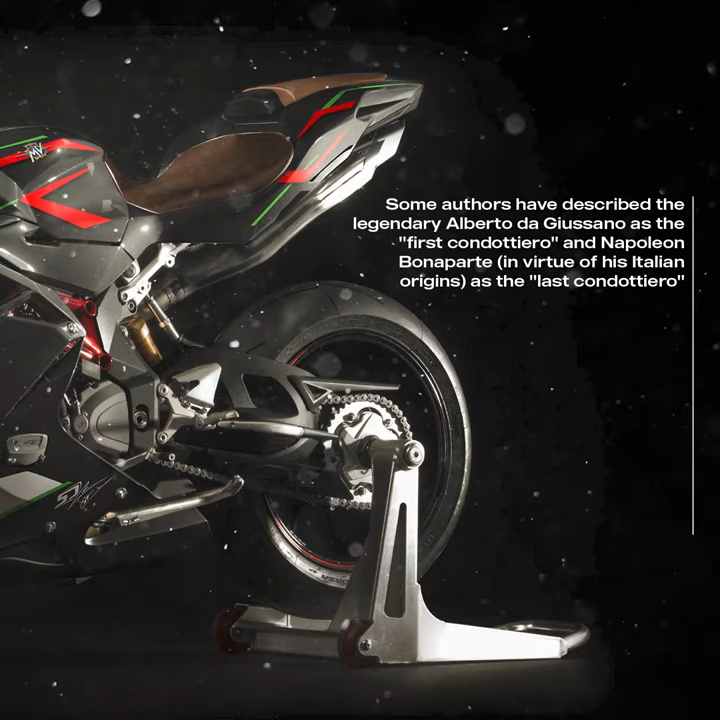 MV
Some authors have described the
legendary Alberto da Giussano as the
"first condottiero" and Napoleon
Bonaparte (in virtue of his Italian
origins) as the "last condottiero"